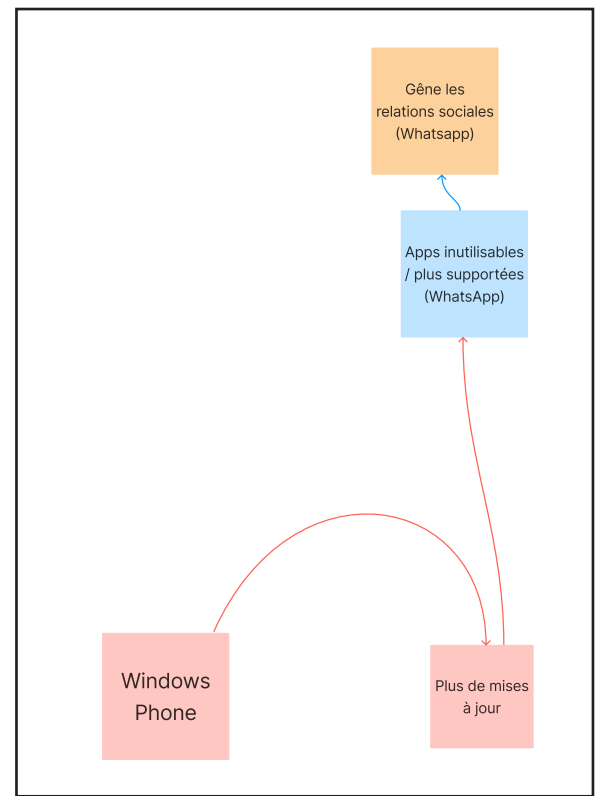 Gêne les
relations sociales
(Whatsapp)
Apps inutilisables
/ plus supportées
(WhatsApp)
Windows
Phone
Plus de mises
à jour